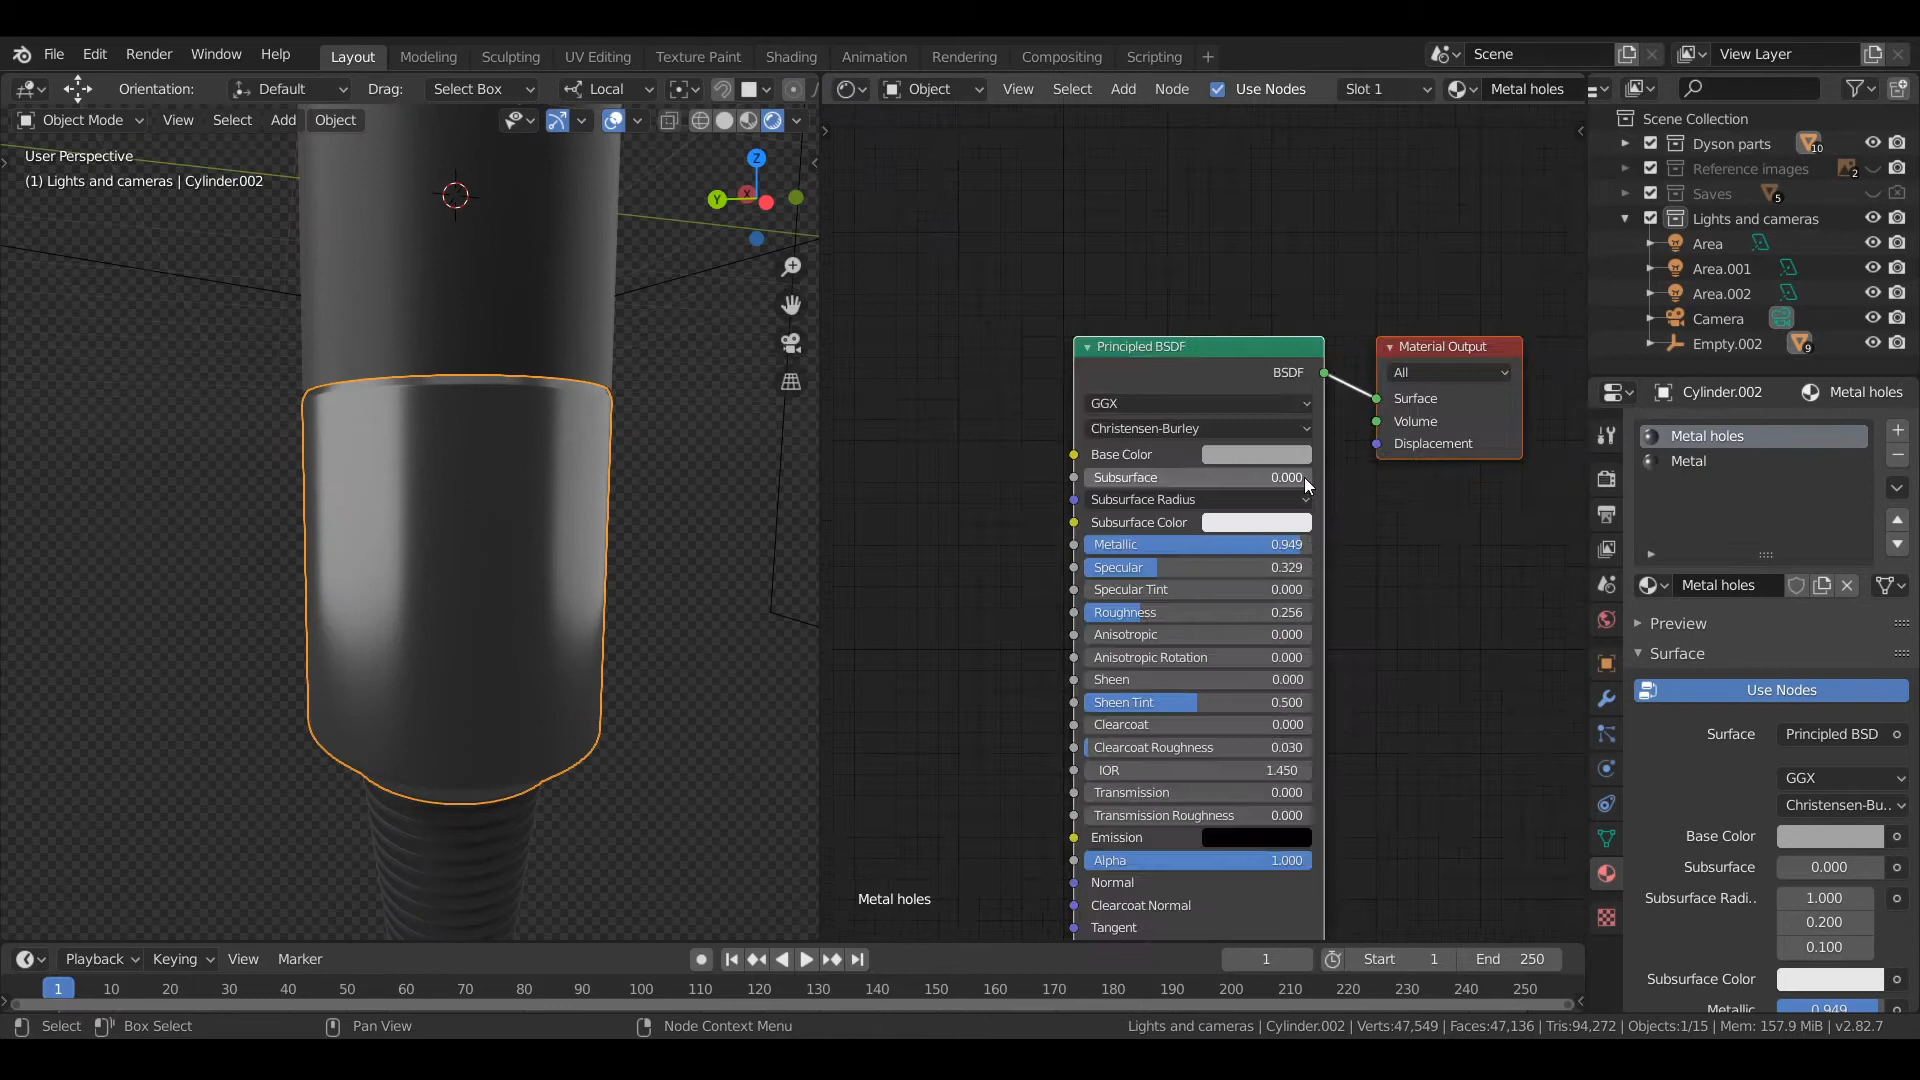 File Edit Render Window Help Layout Modeling Sculpting UV Editing Texture Paint Shading Animation Rendering Compositing Scripting + Scene View Layer
Orientation: Default Drag: Select Box Local Object View Select Add Node Use Nodes Slot 1 Metal holes
Object Mode View Select Add Object
User Perspective
(1) Lights and cameras | Cylinder.002
Z
Y
X
Principled BSDF
BSDF
GGX
Christensen-Burley
Base Color
Subsurface 0.000
Subsurface Radius
Subsurface Color
Metallic 0.949
Specular 0.329
Specular Tint 0.000
Roughness 0.256
Anisotropic 0.000
Anisotropic Rotation 0.000
Sheen 0.000
Sheen Tint 0.500
Clearcoat 0.000
Clearcoat Roughness 0.030
IOR 1.450
Transmission 0.000
Transmission Roughness 0.000
Emission
Alpha 1.000
Normal
Clearcoat Normal
Tangent
Material Output
All
Surface
Volume
Displacement
Metal holes
Scene Collection
Dyson parts 10
Reference images 2
Saves 5
Lights and cameras
Area
Area.001
Area.002
Camera
Empty.002 9
Cylinder.002 Metal holes
Metal holes
Metal
Metal holes
Preview
Surface
Use Nodes
Surface Principled BSD
GGX
Christensen-Bu..
Base Color
Subsurface 0.000
Subsurface Radi.. 1.000
0.200
0.100
Subsurface Color
Metallic 0.949
Playback Keying View Marker 1 Start 1 End 250
1 10 20 30 40 50 60 70 80 90 100 110 120 130 140 150 160 170 180 190 200 210 220 230 240 250
Select Box Select Pan View Node Context Menu Lights and cameras | Cylinder.002 | Verts:47,549 | Faces:47,136 | Tris:94,272 | Objects:1/15 | Mem: 157.9 MiB | v2.82.7